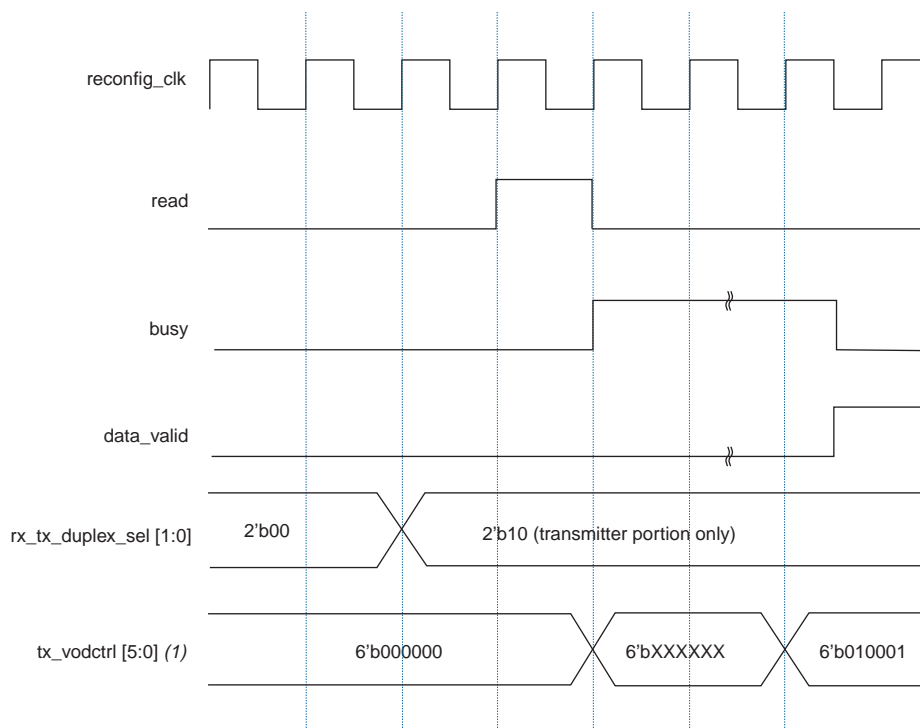 reconfig_clk
read
busy
data_valid
rx_tx_duplex_sel [1:0]
2’b00
2’b10 (transmitter portion only)
tx_vodctrl [5:0] (1)
6’b000000
6’bXXXXXX
6’b010001